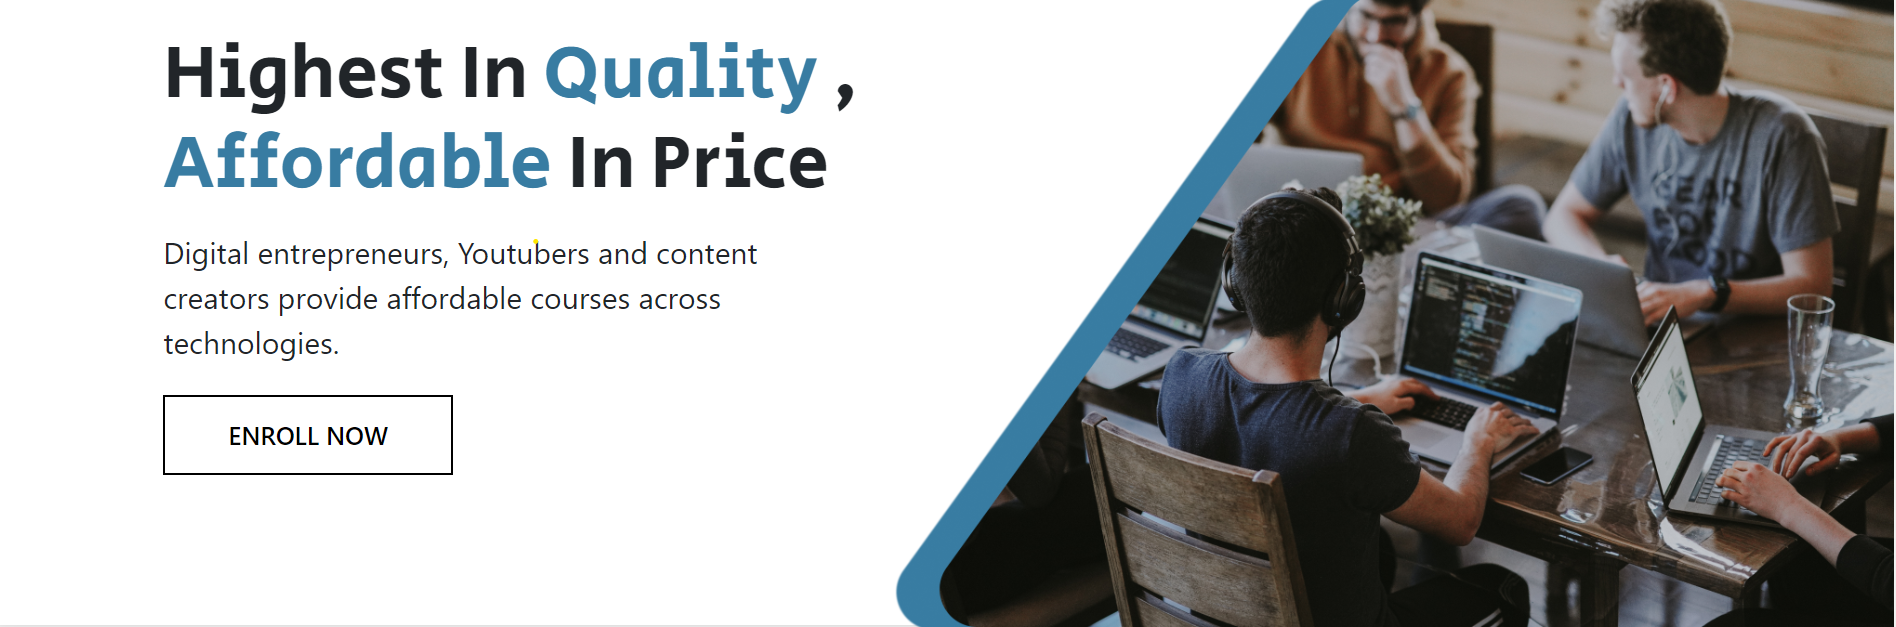 Highest In Quality ,
Affordable In Price
Digital entrepreneurs, Youtubers and content
creators provide affordable courses across
technologies.
ENROLL NOW